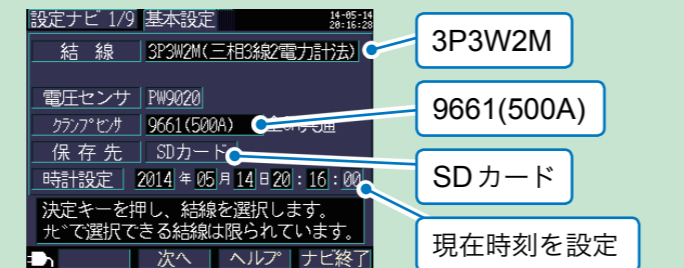 設定ナビ 1/9 基本設定 14-05-14
20:16:28
結 線 3P3W2M(三相3線2電力計法)
3P3W2M
電圧センサ PW9020
9661(500A)
クランプセンサ 9661(500A)
保 存 先 SDカード
SDカード
時計設定 2014 年 05 月 14 日 20 : 16 : 00
現在時刻を設定
決定キーを押し、結線を選択します。
ナビで選択できる結線は限られています。
次へ ヘルプ ナビ終了